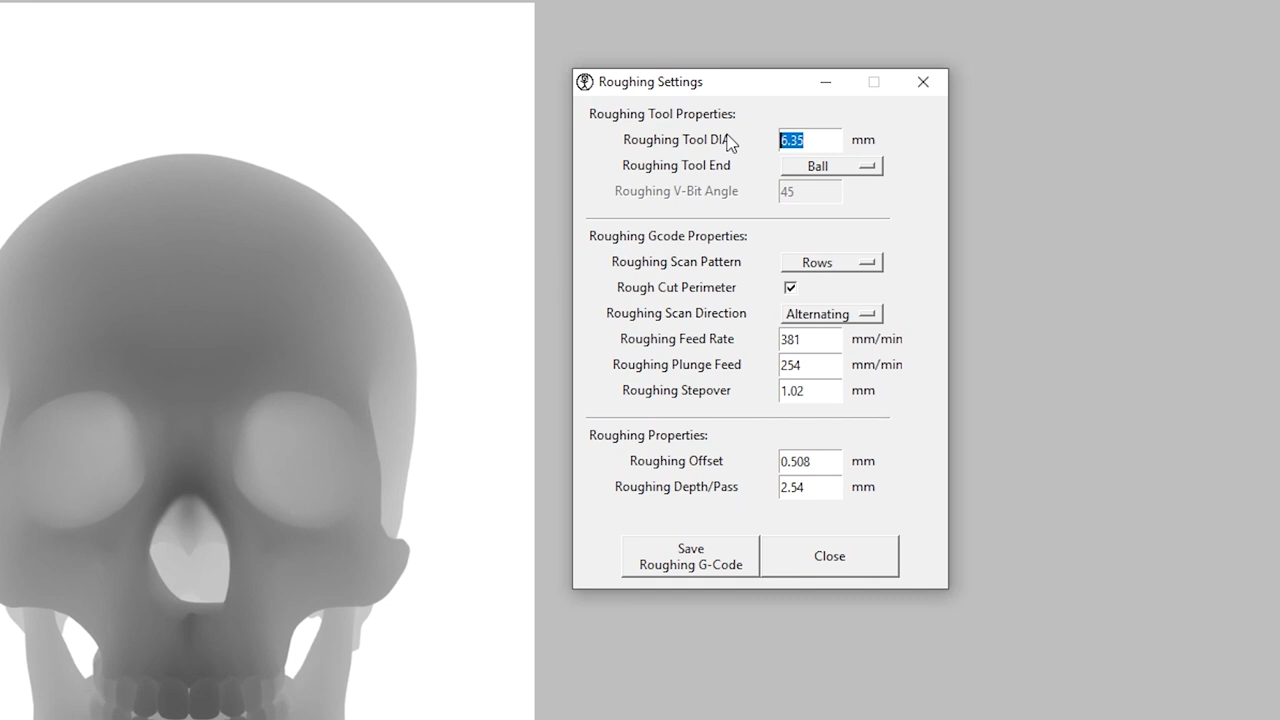 Roughing Settings
Roughing Tool Properties:
Roughing Tool DIA 6.35 mm
Roughing Tool End Ball
Roughing V-Bit Angle 45
Roughing Gcode Properties:
Roughing Scan Pattern Rows
Rough Cut Perimeter
Roughing Scan Direction Alternating
Roughing Feed Rate 381 mm/min
Roughing Plunge Feed 254 mm/min
Roughing Stepover 1.02 mm
Roughing Properties:
Roughing Offset 0.508 mm
Roughing Depth/Pass 2.54 mm
Save
Roughing G-Code
Close